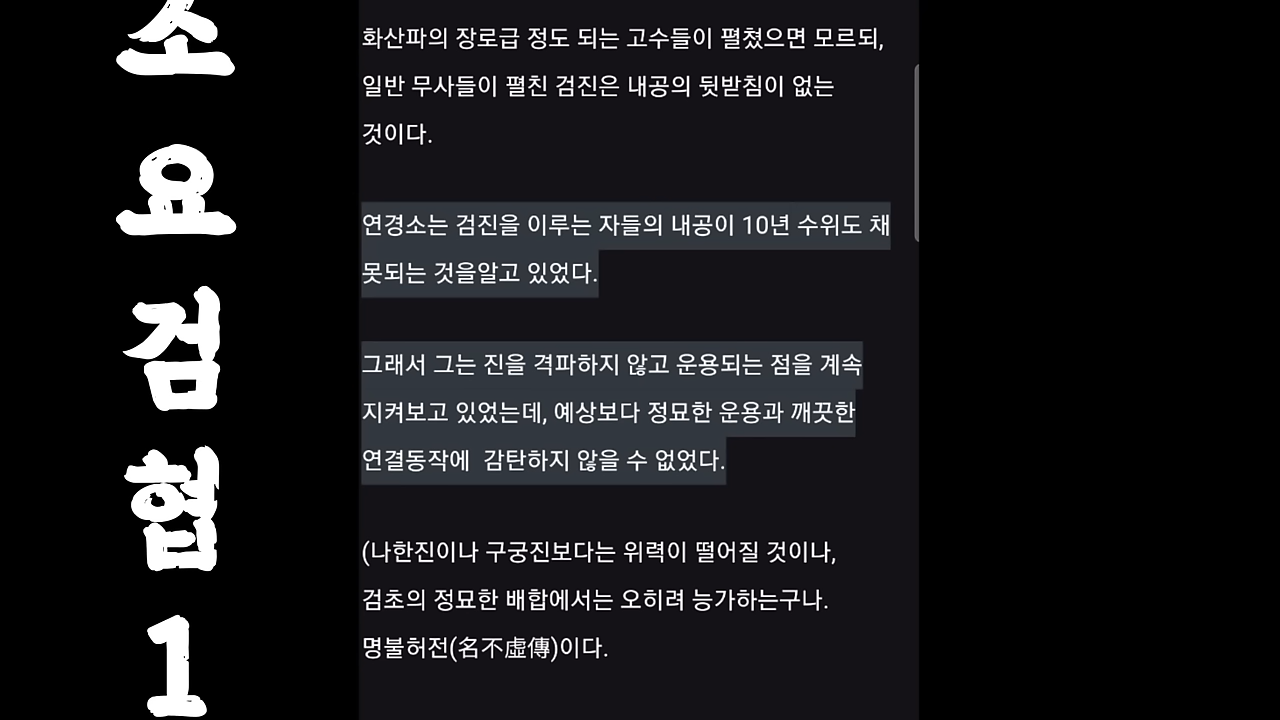 소
요
검
협
1
화산파의 장로급 정도 되는 고수들이 펼쳤으면 모르되,
일반 무사들이 펼친 검진은 내공의 뒷받침이 없는
것이다.
연경소는 검진을 이루는 자들의 내공이 10년 수위도 채
못되는 것을알고 있었다.
그래서 그는 진을 격파하지 않고 운용되는 점을 계속
지켜보고 있었는데, 예상보다 정묘한 운용과 깨끗한
연결동작에  감탄하지 않을 수 없었다.
(나한진이나 구궁진보다는 위력이 떨어질 것이나,
검초의 정묘한 배합에서는 오히려 능가하는구나.
명불허전(名不虛傳)이다.